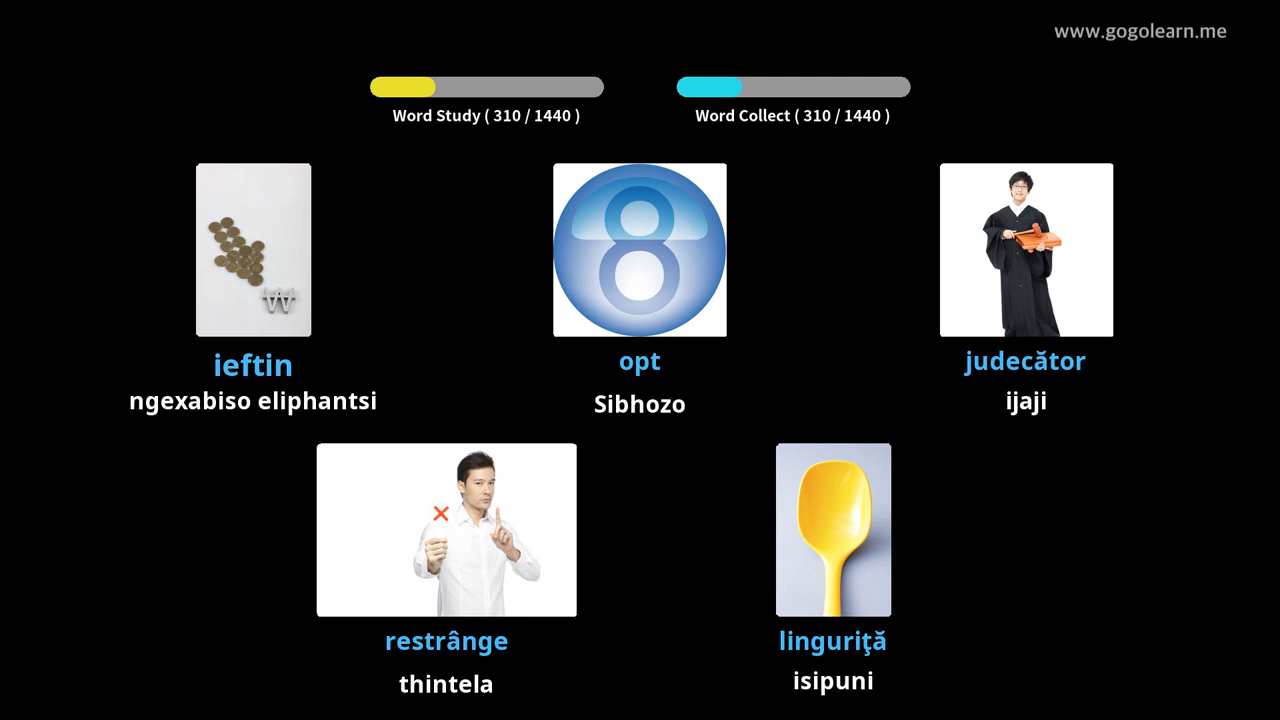 www.gogolearn.me
Word Study ( 310 / 1440 )
Word Collect ( 310 / 1440 )
8
ieftin
ngexabiso eliphantsi
opt
Sibhozo
judecător
ijaji
restrânge
thintela
linguriţă
isipuni